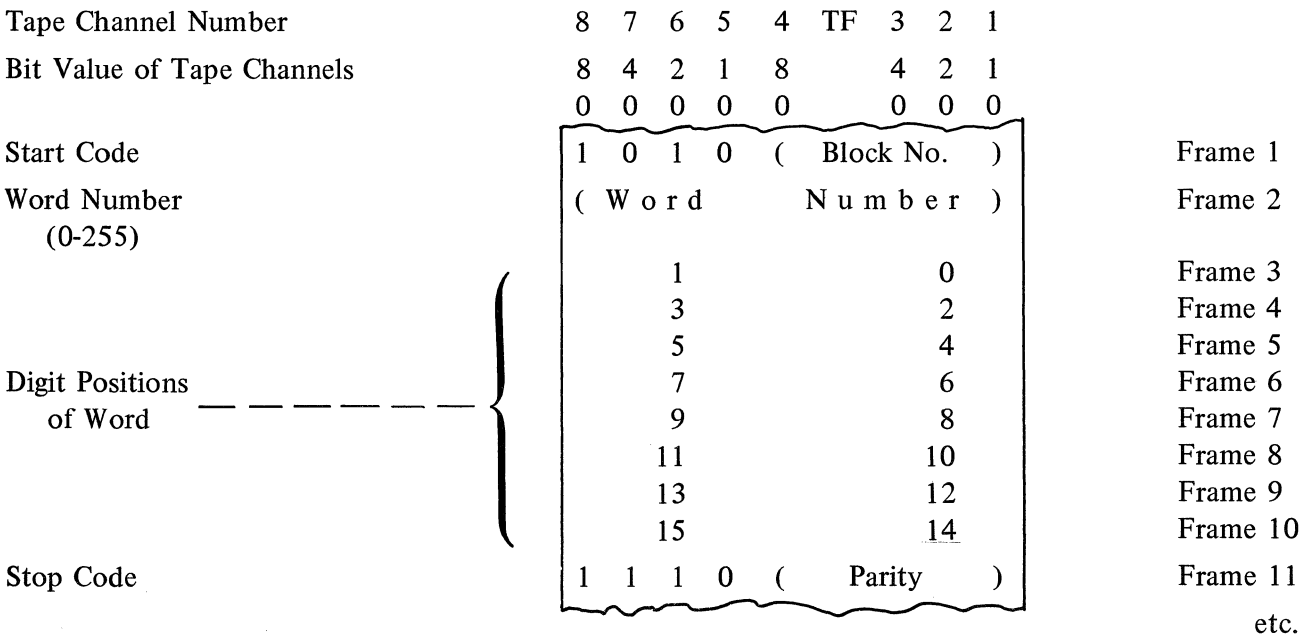 Tape Channel Number 8 7 6 5 4 TF 3 2 1
Bit Value of Tape Channels 8 4 2 1 8 4 2 1
0 0 0 0 0 0 0 0
Start Code 1 0 1 0 ( Block No. ) Frame 1
Word Number ( Word Number ) Frame 2
(0-255)
1 0 Frame 3
3 2 Frame 4
5 4 Frame 5
Digit Positions 7 6 Frame 6
of Word 9 8 Frame 7
11 10 Frame 8
13 12 Frame 9
15 14 Frame 10
Stop Code 1 1 1 0 ( Parity ) Frame 11
etc.